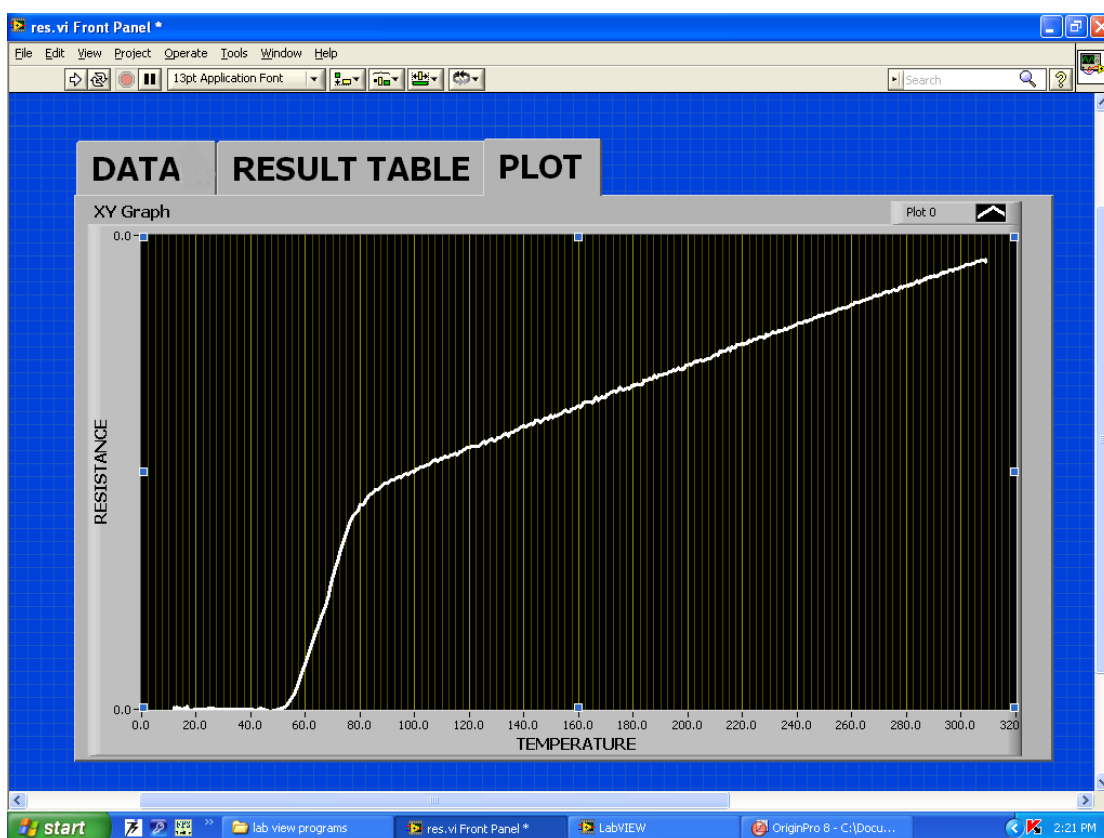 res.vi Front Panel *
File Edit View Project Operate Tools Window Help
13pt Application Font
Search
DATA RESULT TABLE PLOT
XY Graph
Plot 0
0.0
RESISTANCE
0.0
0.0 20.0 40.0 60.0 80.0 100.0 120.0 140.0 160.0 180.0 200.0 220.0 240.0 260.0 280.0 300.0 320
TEMPERATURE
start » lab view programs res.vi Front Panel * LabVIEW OriginPro 8 - C:\Docu... 2:21 PM